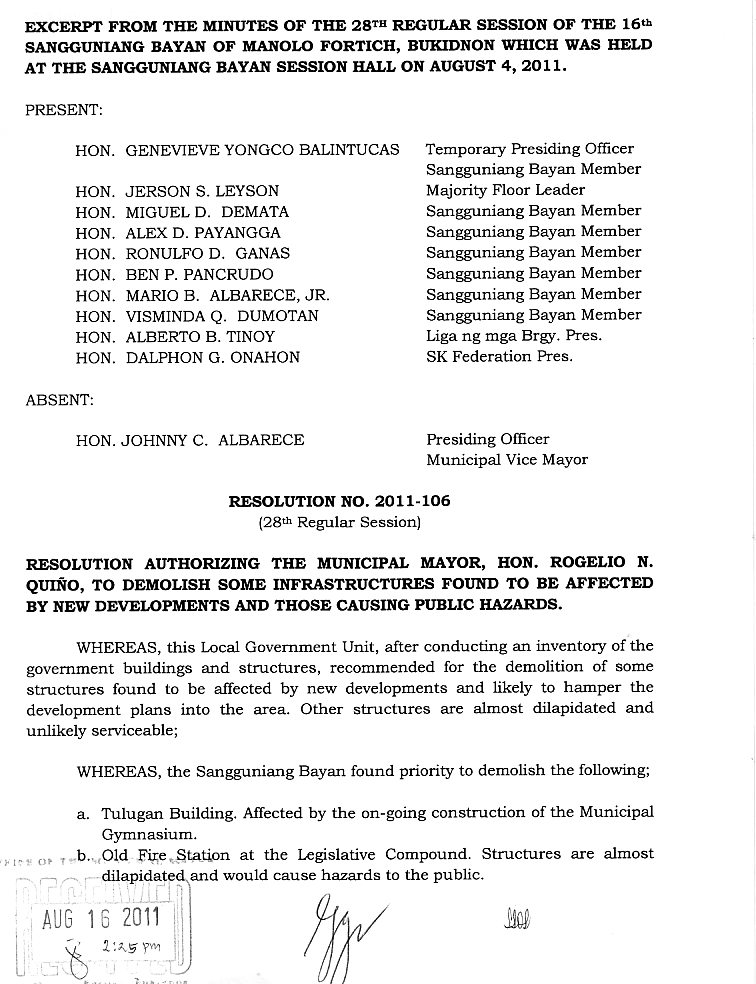 EXCERPT FROM THE MINUTES OF THE 28TH REGULAR SESSION OF THE 16th
SANGGUNIANG BAYAN OF MANOLO FORTICH, BUKIDNON WHICH WAS HELD
AT THE SANGGUNIANG BAYAN SESSION HALL ON AUGUST 4, 2011.
PRESENT:
HON. GENEVIEVE YONGCO BALINTUCAS Temporary Presiding Officer
Sangguniang Bayan Member
HON. JERSON S. LEYSON Majority Floor Leader
HON. MIGUEL D. DEMATA Sangguniang Bayan Member
HON. ALEX D. PAYANGGA Sangguniang Bayan Member
HON. RONULFO D. GANAS Sangguniang Bayan Member
HON. BEN P. PANCRUDO Sangguniang Bayan Member
HON. MARIO B. ALBARECE, JR. Sangguniang Bayan Member
HON. VISMINDA Q. DUMOTAN Sangguniang Bayan Member
HON. ALBERTO B. TINOY Liga ng mga Brgy. Pres.
HON. DALPHON G. ONAHON SK Federation Pres.
ABSENT:
HON. JOHNNY C. ALBARECE Presiding Officer
Municipal Vice Mayor
RESOLUTION NO. 2011-106
(28th Regular Session)
RESOLUTION AUTHORIZING THE MUNICIPAL MAYOR, HON. ROGELIO N.
QUIÑO, TO DEMOLISH SOME INFRASTRUCTURES FOUND TO BE AFFECTED
BY NEW DEVELOPMENTS AND THOSE CAUSING PUBLIC HAZARDS.
WHEREAS, this Local Government Unit, after conducting an inventory of the
government buildings and structures, recommended for the demolition of some
structures found to be affected by new developments and likely to hamper the
development plans into the area. Other structures are almost dilapidated and
unlikely serviceable;
WHEREAS, the Sangguniang Bayan found priority to demolish the following;
a. Tulugan Building. Affected by the on-going construction of the Municipal
Gymnasium.
b. Old Fire Station at the Legislative Compound. Structures are almost
dilapidated and would cause hazards to the public.
RECEIVED
AUG 16 2011
2:25 PM